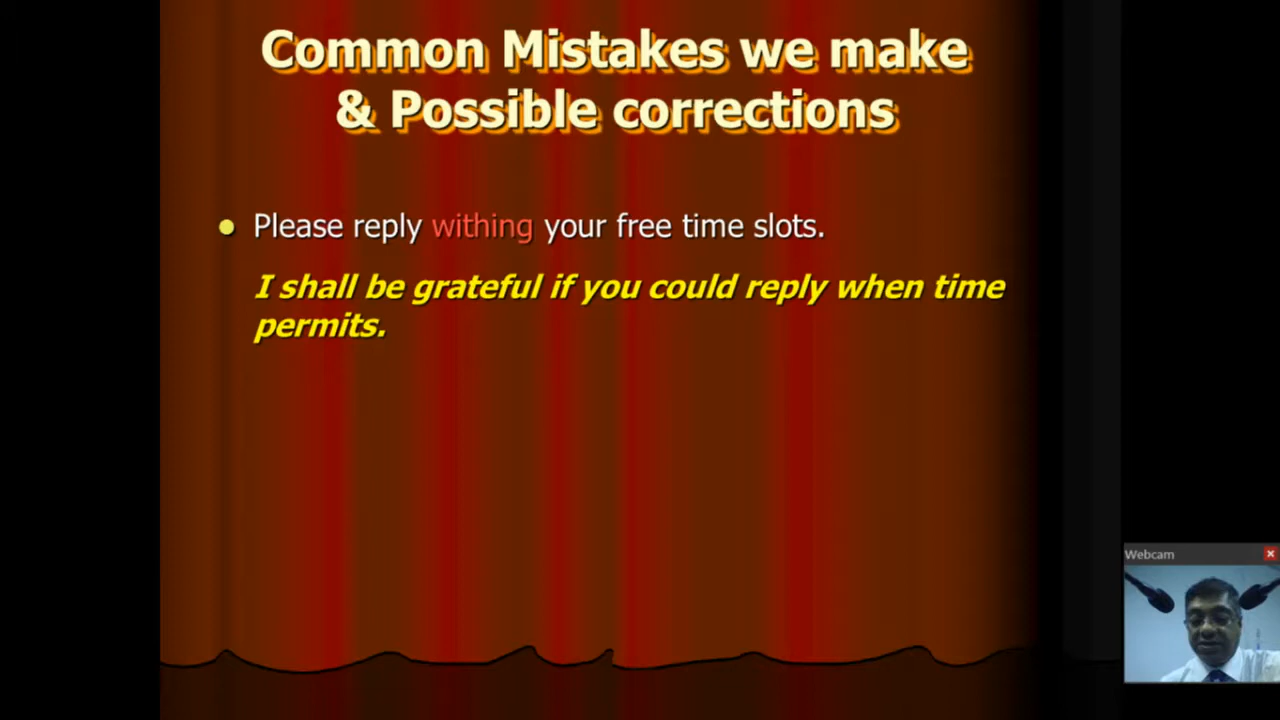 Common Mistakes we make
& Possible corrections
Please reply withing your free time slots.
I shall be grateful if you could reply when time
permits.
Webcam